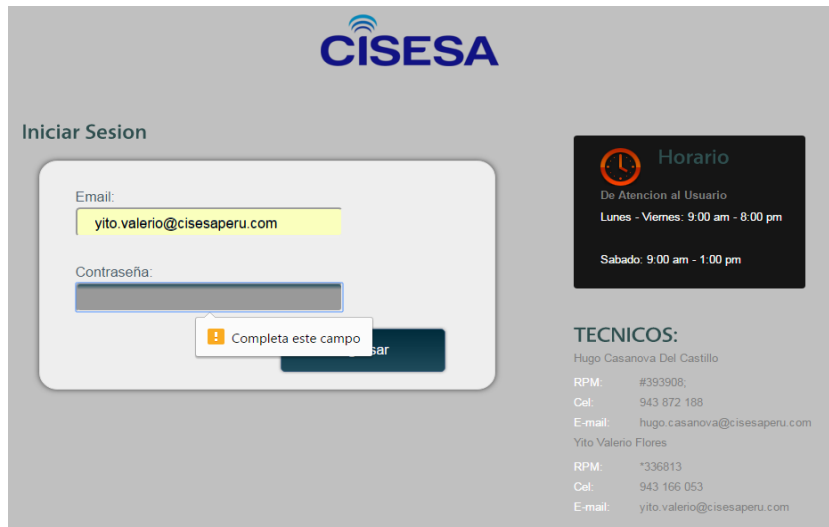 CISESA
Iniciar Sesion
Email:
yito.valerio@cisesaperu.com
Contraseña:
Completa este campo
sar
Horario
De Atencion al Usuario
Lunes - Viernes: 9:00 am - 8:00 pm
Sabado: 9:00 am - 1:00 pm
TECNICOS:
Hugo Casanova Del Castillo
RPM: #393908;
Cel: 943 872 188
E-mail: hugo.casanova@cisesaperu.com
Yito Valerio Flores
RPM: *336813
Cel: 943 166 053
E-mail: yito.valerio@cisesaperu.com